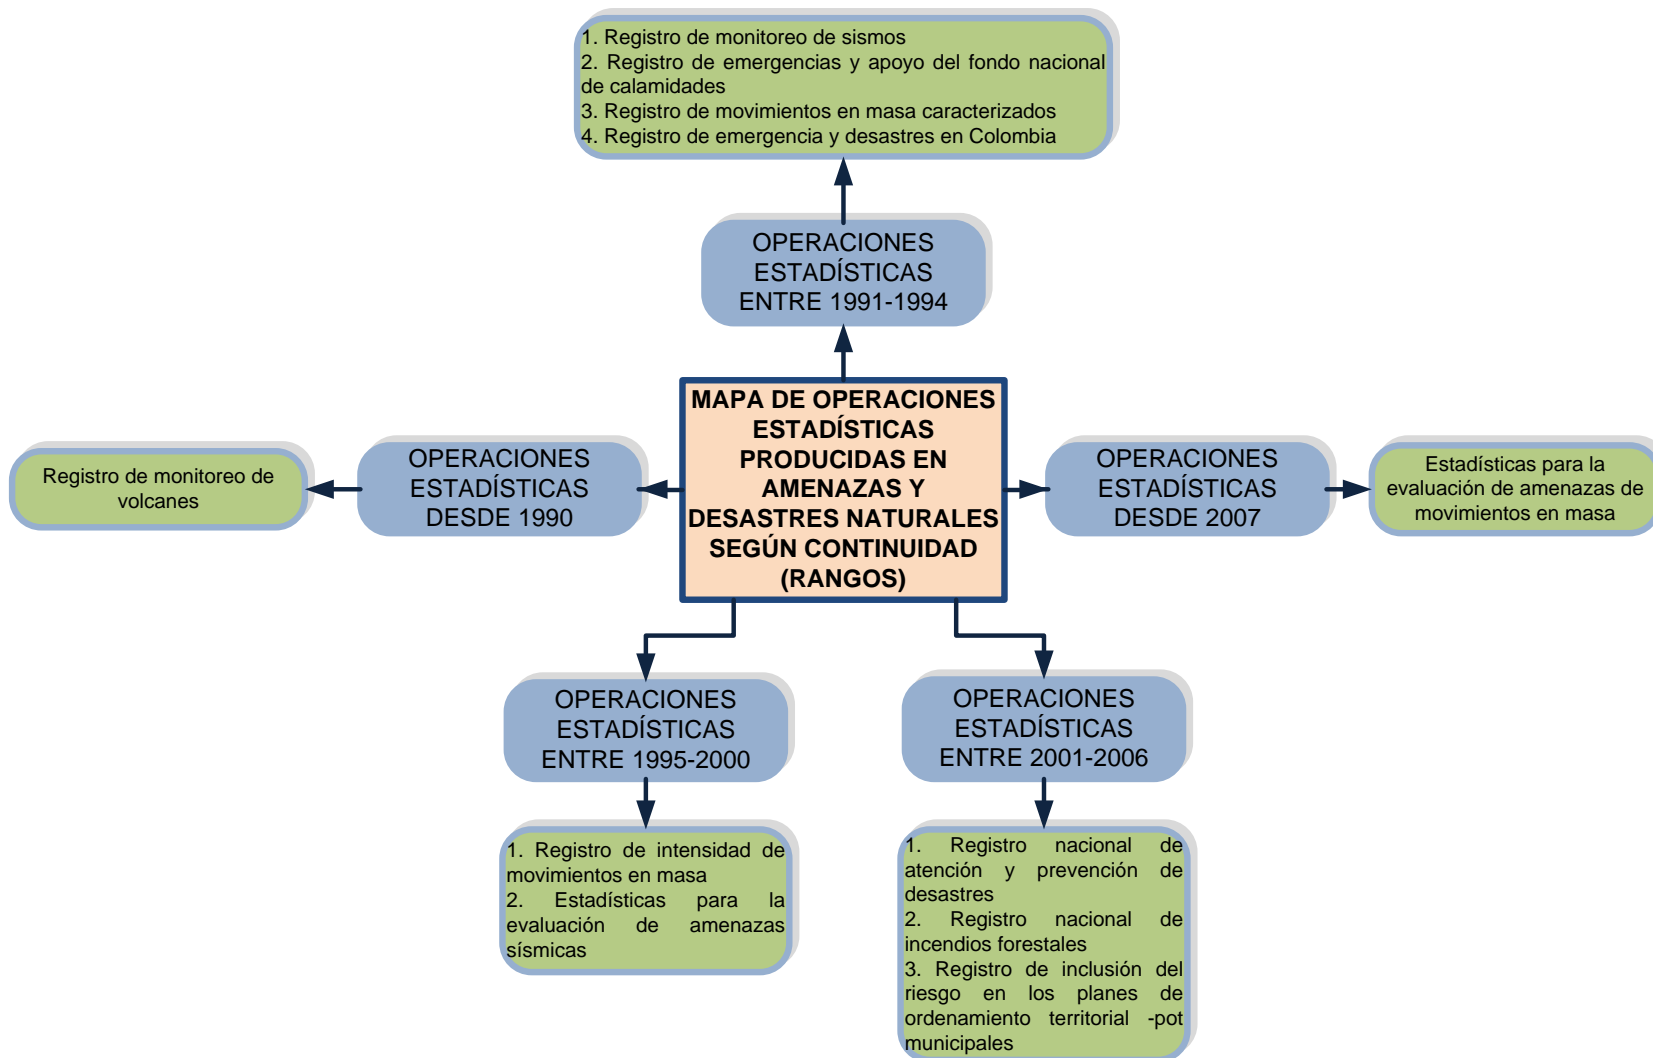 1. Registro de monitoreo de sismos
2. Registro de emergencias y apoyo del fondo nacional
de calamidades
3. Registro de movimientos en masa caracterizados
4. Registro de emergencia y desastres en Colombia
OPERACIONES
ESTADÍSTICAS
ENTRE 1991-1994
MAPA DE OPERACIONES
ESTADÍSTICAS
PRODUCIDAS EN
AMENAZAS Y
DESASTRES NATURALES
SEGÚN CONTINUIDAD
(RANGOS)
Registro de monitoreo de
volcanes
OPERACIONES
ESTADÍSTICAS
DESDE 1990
OPERACIONES
ESTADÍSTICAS
DESDE 2007
Estadísticas para la
evaluación de amenazas de
movimientos en masa
OPERACIONES
ESTADÍSTICAS
ENTRE 1995-2000
1. Registro de intensidad de
movimientos en masa
2. Estadísticas para la
evaluación de amenazas
sísmicas
OPERACIONES
ESTADÍSTICAS
ENTRE 2001-2006
1. Registro nacional de
atención y prevención de
desastres
2. Registro nacional de
incendios forestales
3. Registro de inclusión del
riesgo en los planes de
ordenamiento territorial -pot
municipales